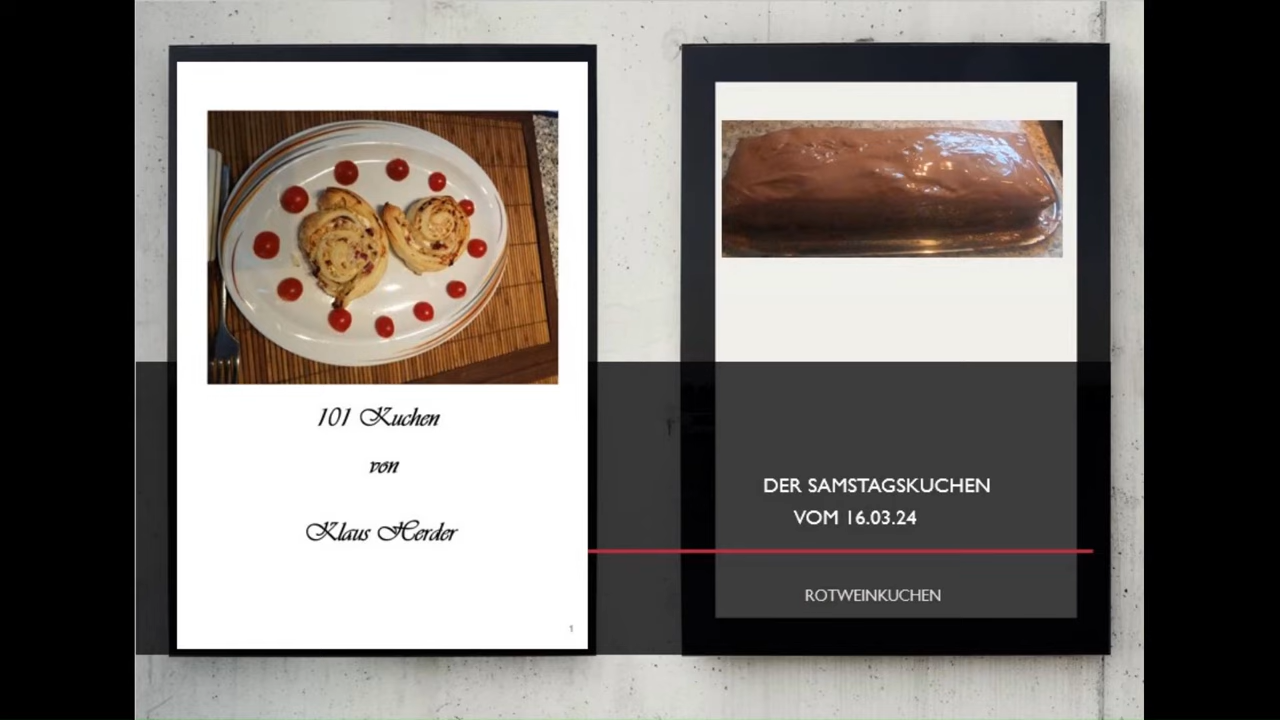 101 Kuchen
von
Klaus Herder
1
DER SAMSTAGSKUCHEN
VOM 16.03.24
ROTWEINKUCHEN